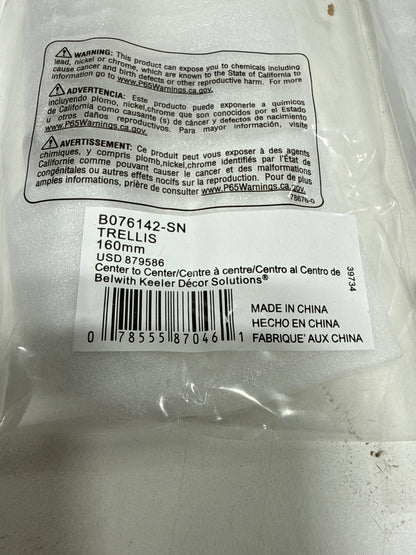 WARNING: This product can expose you to chemicals including
lead, nickel or chrome, which are known to the State of California to
cause cancer and birth defects or other reproductive harm. For more
information go to www.P65Warnings.ca.gov.
ADVERTENCIA: Este producto puede exponerle a químicos
incluyendo plomo, níquel,chrome que son conocidos por el Estado
de California como causante (s) de cáncer y defectos de nacimiento
u otros daños reproductivos. Para mayor información, visite
www.P65Warnings.ca.gov.
AVERTISSEMENT: Ce produit peut vous exposer à des agents
chimiques, y compris plomb,nickel,chrome identifiés par l'État de
Californie comme pouvant causer le cancer et des malformations
congénitales ou autres effets nocifs sur la reproduction. Pour de plus
amples informations, prière de consulter www.P65Warnings.ca.gov
78676-0
B076142-SN
TRELLIS
160mm
USD 879586
Center to Center/Centre à centre/Centro al Centro de
Belwith Keeler Décor Solutions®
39734
0 78555 87046 1
MADE IN CHINA
HECHO EN CHINA
FABRIQUE' AUX CHINA